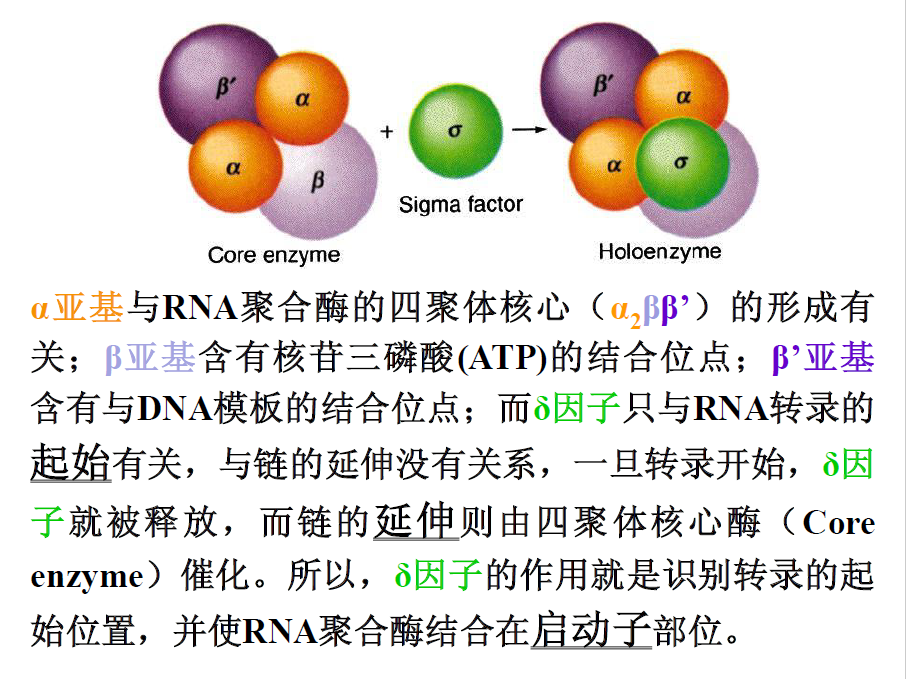 β′ α α β
+
σ
β′ α α σ
Sigma factor
Core enzyme
Holoenzyme
α亚基与RNA聚合酶的四聚体核心（α2ββ’）的形成有
关；β亚基含有核苷三磷酸(ATP)的结合位点；β’亚基
含有与DNA模板的结合位点；而δ因子只与RNA转录的
起始有关，与链的延伸没有关系，一旦转录开始，δ因
子就被释放，而链的延伸则由四聚体核心酶（Core
enzyme）催化。所以，δ因子的作用就是识别转录的起
始位置，并使RNA聚合酶结合在启动子部位。